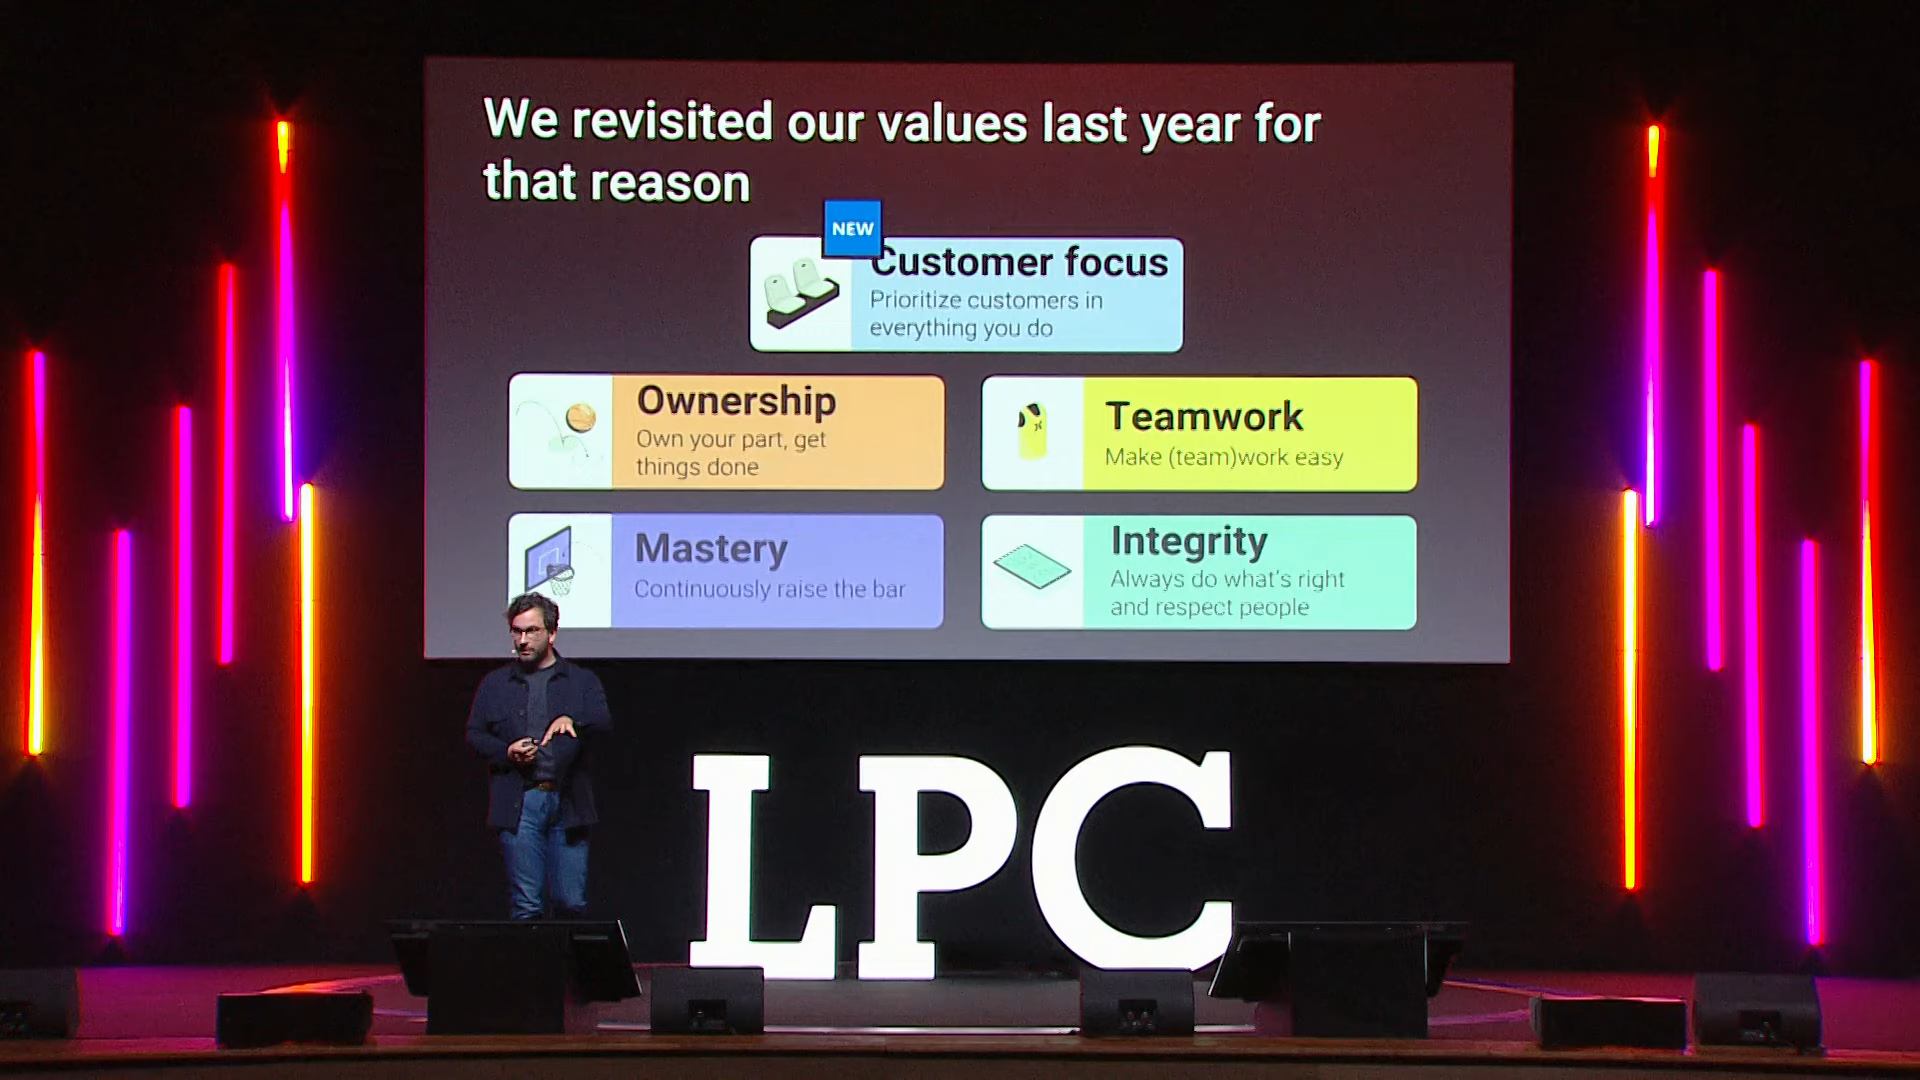 We revisited our values last year for
that reason
NEW
Customer focus
Prioritize customers in
everything you do
Ownership
Own your part, get
things done
Teamwork
Make (team)work easy
Mastery
Continuously raise the bar
Integrity
Always do what's right
and respect people
LPC